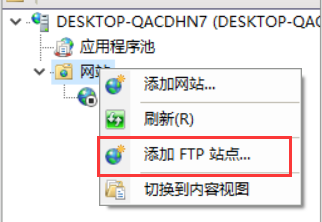 DESKTOP-QACDHN7 (DESKTOP-QAC
应用程序池
网站
添加网站...
刷新(R)
添加 FTP 站点...
切换到内容视图